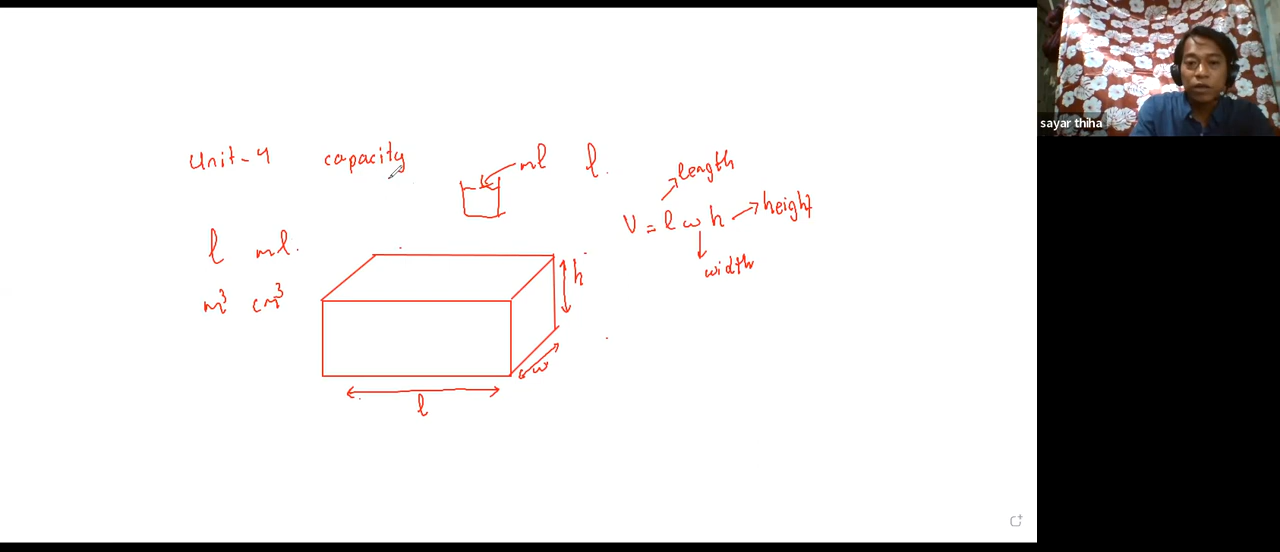 sayar thiha
Unit-4 capacity
ml l.
length
V = l w h
height
width
l ml.
m³ cm³
h
w
l